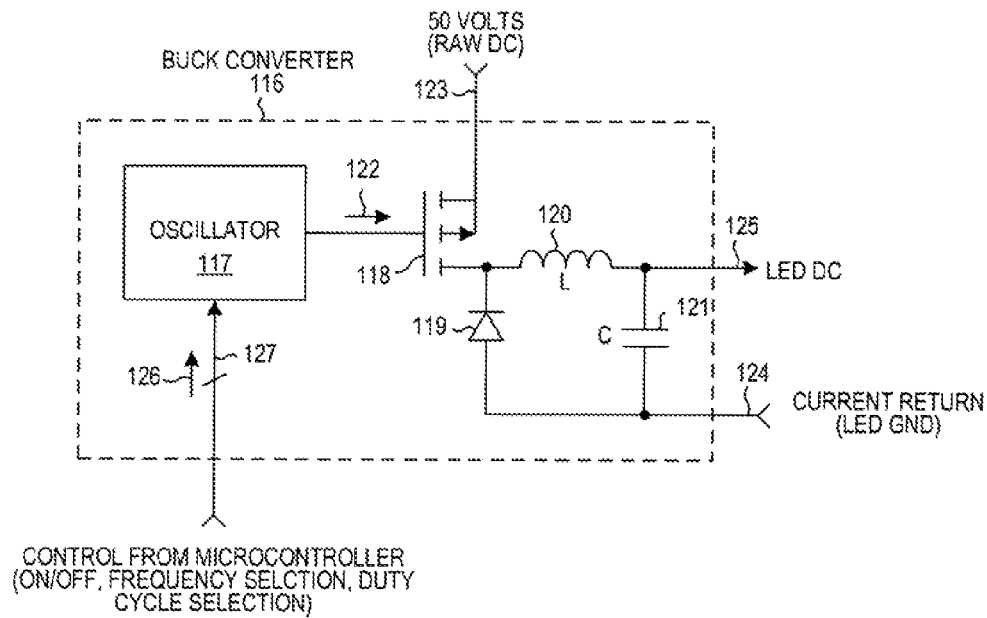 50 VOLTS
(RAW DC)
BUCK CONVERTER
116
123
122
OSCILLATOR
117
118
120
L
125
LED DC
119
C
121
126
127
124
CURRENT RETURN
(LED GND)
CONTROL FROM MICROCONTROLLER
(ON/OFF, FREQUENCY SELCTION, DUTY
CYCLE SELECTION)